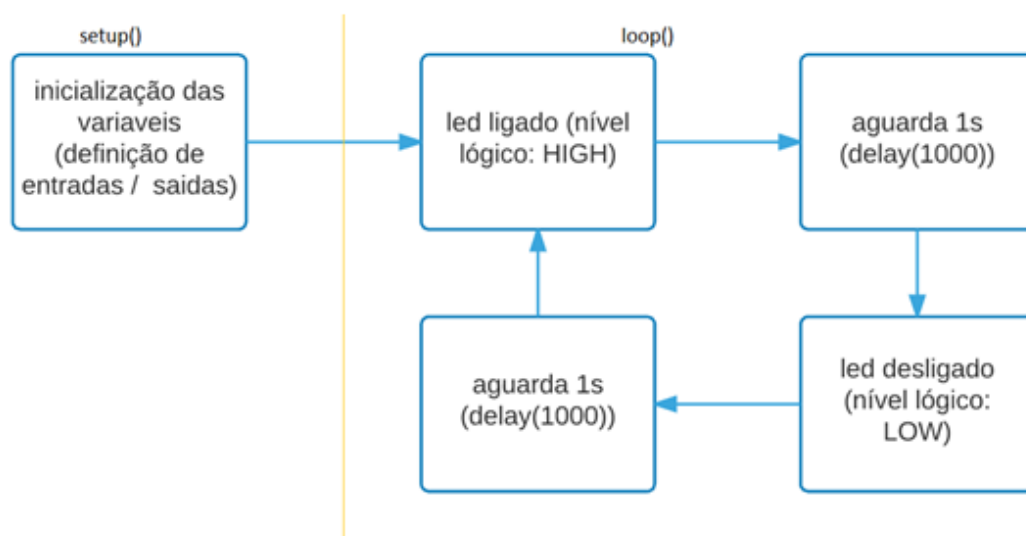 setup()
inicialização das
variaveis
(definição de
entradas / saidas)
loop()
led ligado (nível
lógico: HIGH)
aguarda 1s
(delay(1000))
led desligado
(nível lógico:
LOW)
aguarda 1s
(delay(1000))